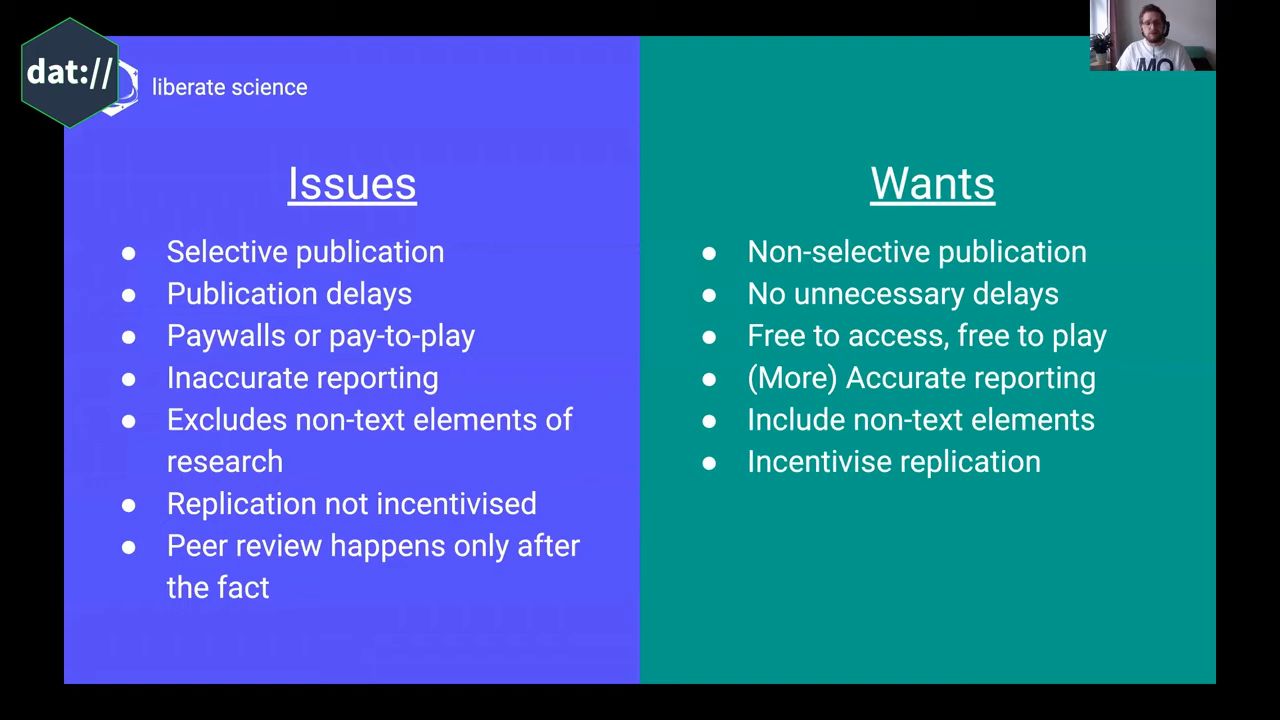 dat://
liberate science
Issues
● Selective publication
● Publication delays
● Paywalls or pay-to-play
● Inaccurate reporting
● Excludes non-text elements of
research
● Replication not incentivised
● Peer review happens only after
the fact
Wants
● Non-selective publication
● No unnecessary delays
● Free to access, free to play
● (More) Accurate reporting
● Include non-text elements
● Incentivise replication